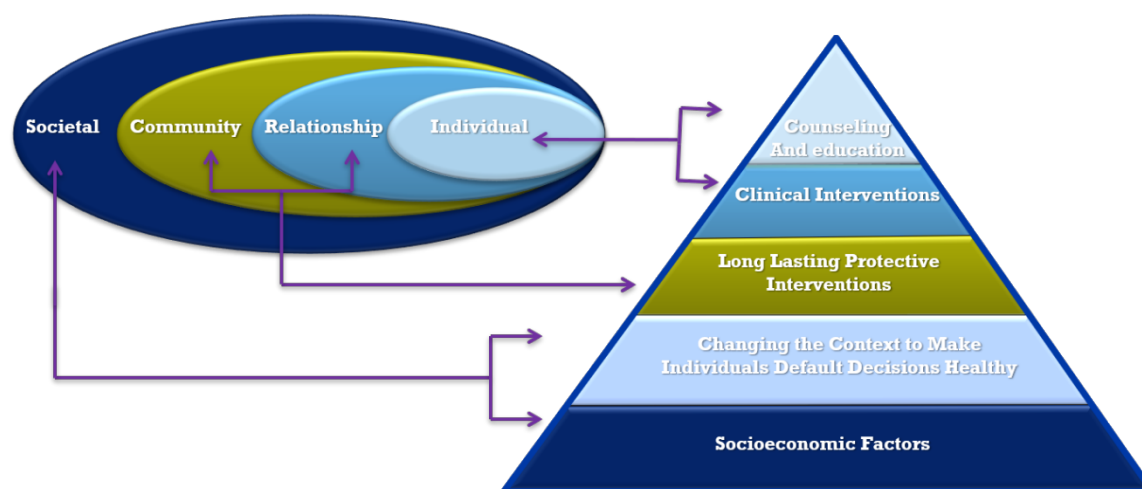 Societal
Community
Relationship
Individual
Counseling
And education
Clinical Interventions
Long Lasting Protective
Interventions
Changing the Context to Make
Individuals Default Decisions Healthy
Socioeconomic Factors